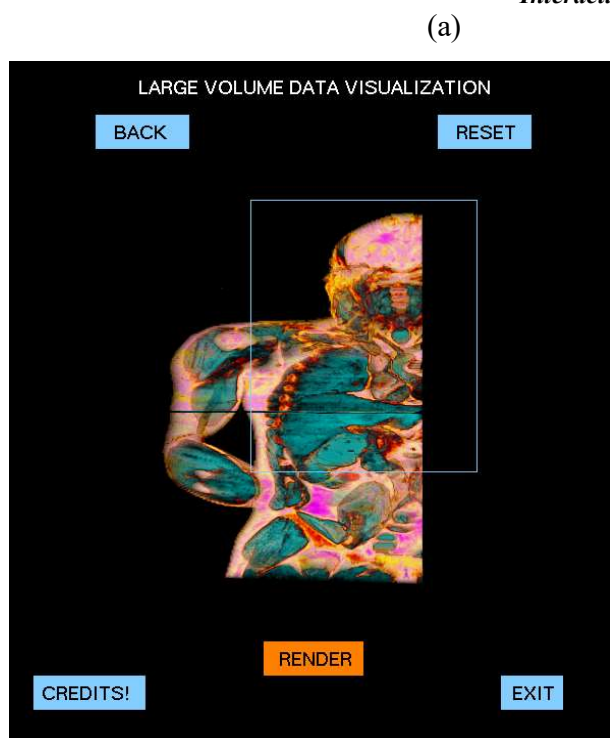 (a)
LARGE VOLUME DATA VISUALIZATION
BACK
RESET
RENDER
CREDITS!
EXIT